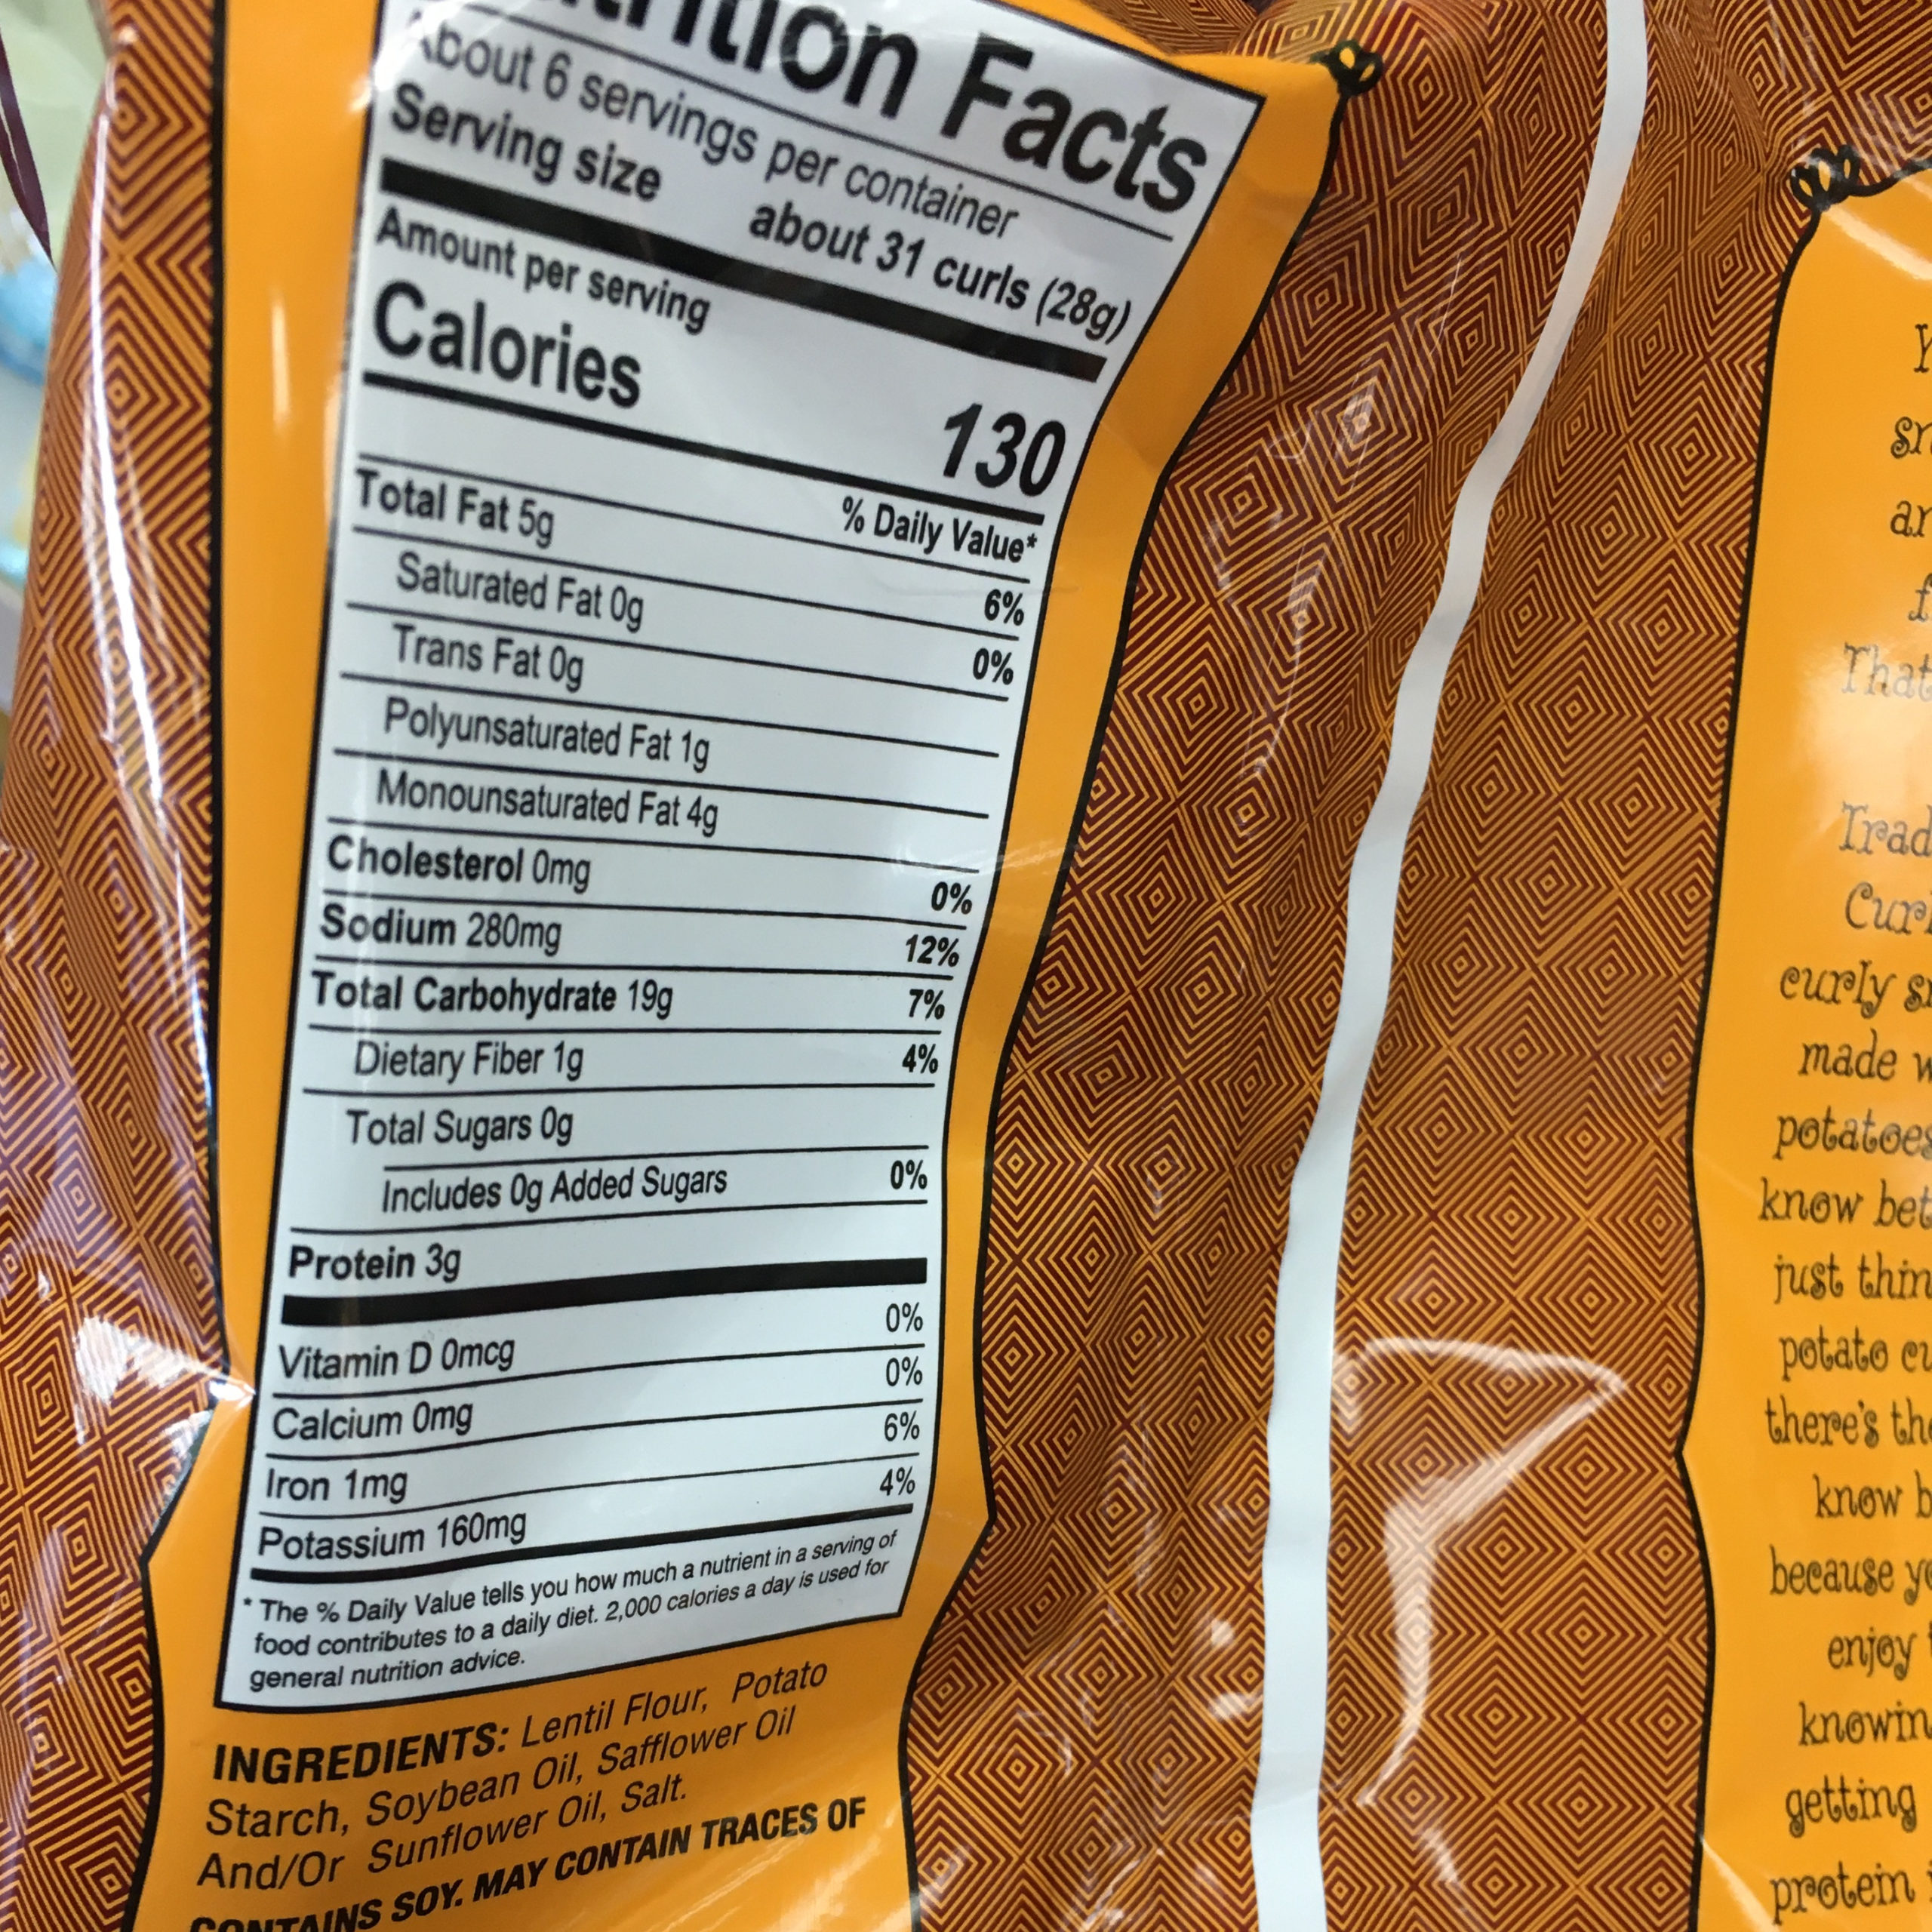 Facts
About 6 servings per container
Serving size about 31 curls (28g)
Amount per serving
Calories 130
% Daily Value*
Total Fat 5g 6%
Saturated Fat 0g 0%
Trans Fat 0g
Polyunsaturated Fat 1g
Monounsaturated Fat 4g
Cholesterol 0mg 0%
Sodium 280mg 12%
Total Carbohydrate 19g 7%
Dietary Fiber 1g 4%
Total Sugars 0g
Includes 0g Added Sugars 0%
Protein 3g
Vitamin D 0mcg 0%
Calcium 0mg 0%
Iron 1mg 6%
Potassium 160mg 4%
* The % Daily Value tells you how much a nutrient in a serving of
food contributes to a daily diet. 2,000 calories a day is used for
general nutrition advice.
INGREDIENTS: Lentil Flour, Potato
Starch, Soybean Oil, Safflower Oil
And/Or Sunflower Oil, Salt.
CONTAINS SOY. MAY CONTAIN TRACES OF
That
curly
made
potatoes
know
just
potato
there's
know
because
enjoy
getting
protein